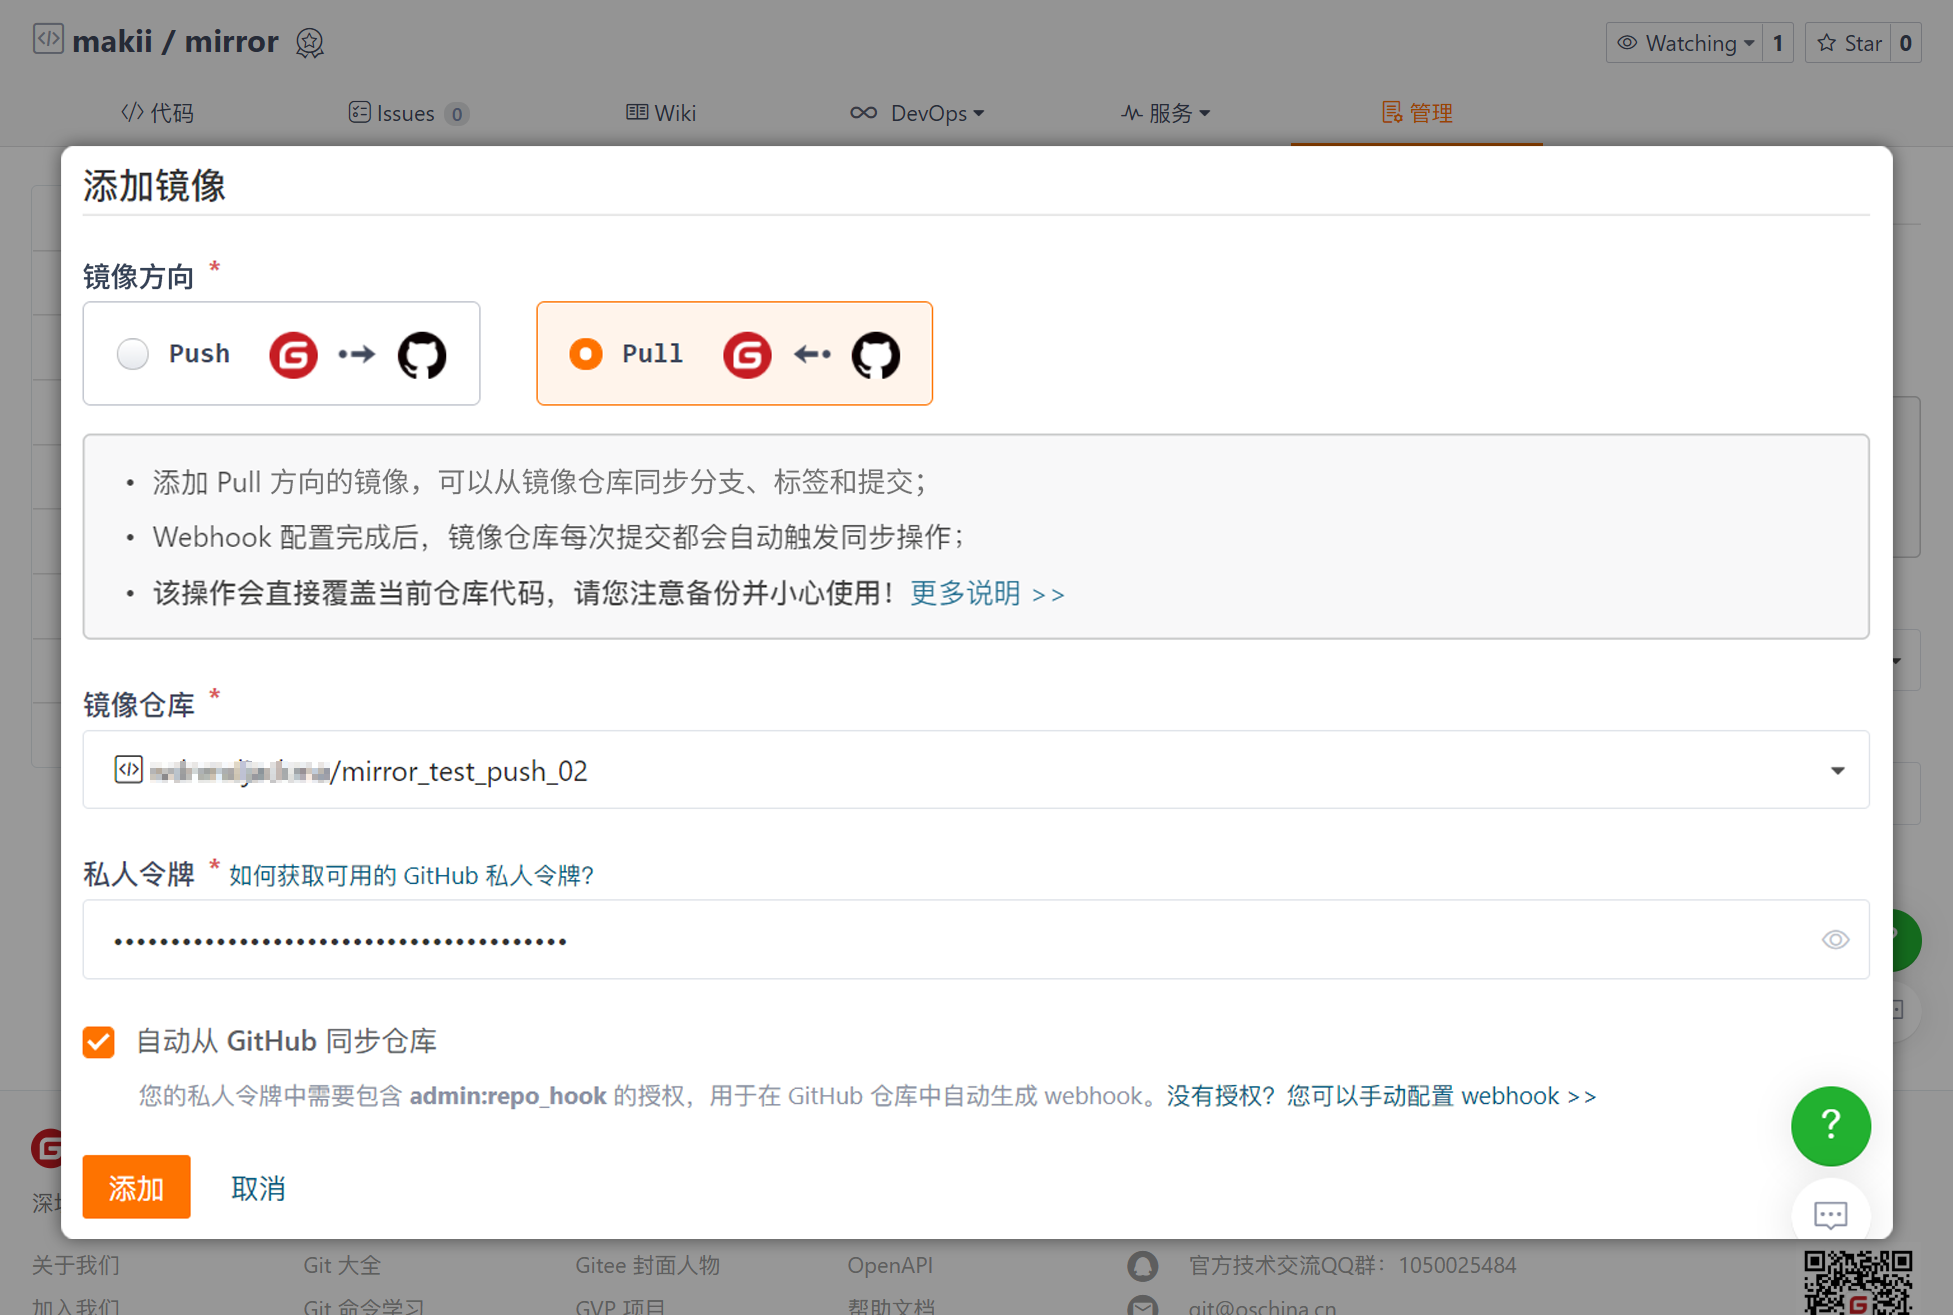 makii / mirror
Watching 1
Star 0
代码
Issues 0
Wiki
DevOps
服务
管理
添加镜像
镜像方向 *
Push
Pull
• 添加 Pull 方向的镜像，可以从镜像仓库同步分支、标签和提交；
• Webhook 配置完成后，镜像仓库每次提交都会自动触发同步操作；
• 该操作会直接覆盖当前仓库代码，请您注意备份并小心使用！更多说明 >>
镜像仓库 *
/mirror_test_push_02
私人令牌 * 如何获取可用的 GitHub 私人令牌?
自动从 GitHub 同步仓库
您的私人令牌中需要包含 admin:repo_hook 的授权，用于在 GitHub 仓库中自动生成 webhook。没有授权？您可以手动配置 webhook >>
?
添加
取消
关于我们
Git 大全
Gitee 封面人物
OpenAPI
官方技术交流QQ群：1050025484
加入我们
Git 命令学习
GVP 项目
帮助文档
git@oschina.cn